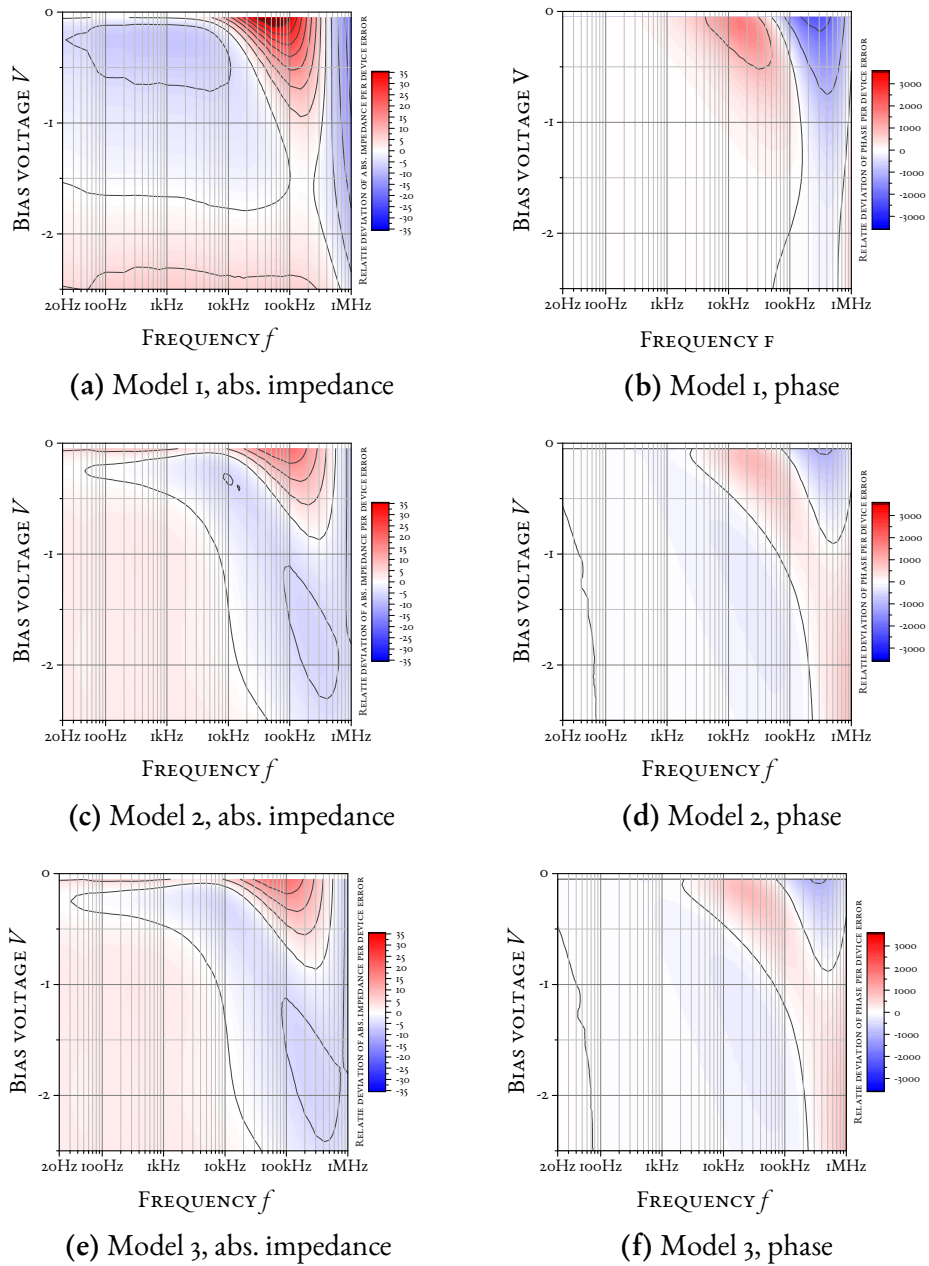 0
-1
-2
BIAS VOLTAGE V
20HZ 100HZ 1KHZ 10KHZ 100KHZ 1MHZ
FREQUENCY f
35
30
25
20
15
10
5
0
-5
-10
-15
-20
-25
-30
-35
RELATIE DEVIATION OF ABS. IMPEDANCE PER DEVICE ERROR
(a) Model 1, abs. impedance
0
-1
-2
BIAS VOLTAGE V
20HZ 100HZ 1KHZ 10KHZ 100KHZ 1MHZ
FREQUENCY F
3000
2000
1000
0
-1000
-2000
-3000
RELATIE DEVIATION OF PHASE PER DEVICE ERROR
(b) Model 1, phase
0
-1
-2
BIAS VOLTAGE V
20HZ 100HZ 1KHZ 10KHZ 100KHZ 1MHZ
FREQUENCY f
35
30
25
20
15
10
5
0
-5
-10
-15
-20
-25
-30
-35
RELATIE DEVIATION OF ABS. IMPEDANCE PER DEVICE ERROR
(c) Model 2, abs. impedance
0
-1
-2
BIAS VOLTAGE V
20HZ 100HZ 1KHZ 10KHZ 100KHZ 1MHZ
FREQUENCY f
3000
2000
1000
0
-1000
-2000
-3000
RELATIE DEVIATION OF PHASE PER DEVICE ERROR
(d) Model 2, phase
0
-1
-2
BIAS VOLTAGE V
20HZ 100HZ 1KHZ 10KHZ 100KHZ 1MHZ
FREQUENCY f
35
30
25
20
15
10
5
0
-5
-10
-15
-20
-25
-30
-35
RELATIE DEVIATION OF ABS. IMPEDANCE PER DEVICE ERROR
(e) Model 3, abs. impedance
0
-1
-2
BIAS VOLTAGE V
20HZ 100HZ 1KHZ 10KHZ 100KHZ 1MHZ
FREQUENCY f
3000
2000
1000
0
-1000
-2000
-3000
RELATIE DEVIATION OF PHASE PER DEVICE ERROR
(f) Model 3, phase